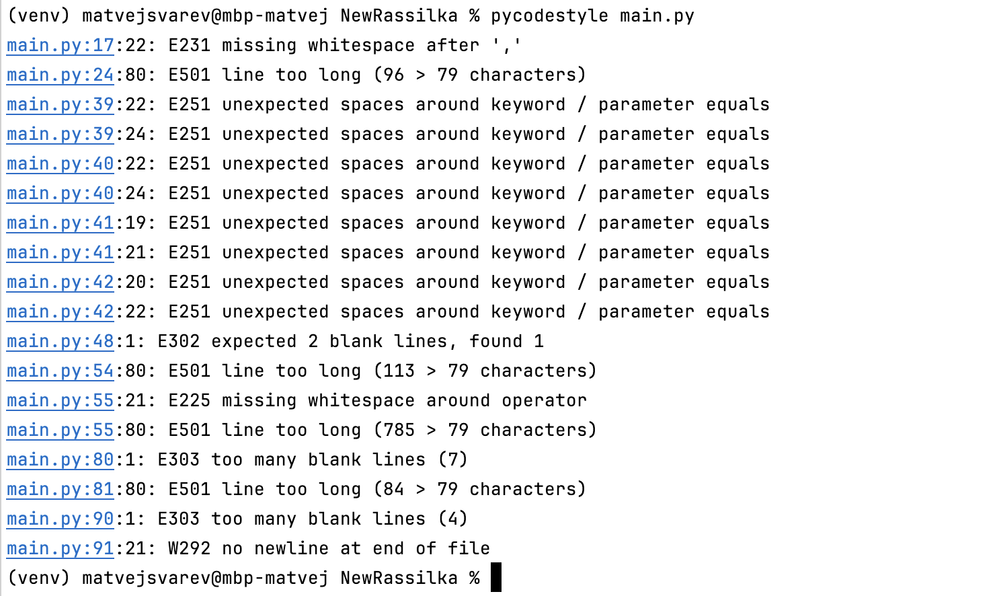 (venv) matvejsvarev@mbp-matvej NewRassilka % pycodestyle main.py
main.py:17:22: E231 missing whitespace after ','
main.py:24:80: E501 line too long (96 > 79 characters)
main.py:39:22: E251 unexpected spaces around keyword / parameter equals
main.py:39:24: E251 unexpected spaces around keyword / parameter equals
main.py:40:22: E251 unexpected spaces around keyword / parameter equals
main.py:40:24: E251 unexpected spaces around keyword / parameter equals
main.py:41:19: E251 unexpected spaces around keyword / parameter equals
main.py:41:21: E251 unexpected spaces around keyword / parameter equals
main.py:42:20: E251 unexpected spaces around keyword / parameter equals
main.py:42:22: E251 unexpected spaces around keyword / parameter equals
main.py:48:1: E302 expected 2 blank lines, found 1
main.py:54:80: E501 line too long (113 > 79 characters)
main.py:55:21: E225 missing whitespace around operator
main.py:55:80: E501 line too long (785 > 79 characters)
main.py:80:1: E303 too many blank lines (7)
main.py:81:80: E501 line too long (84 > 79 characters)
main.py:90:1: E303 too many blank lines (4)
main.py:91:21: W292 no newline at end of file
(venv) matvejsvarev@mbp-matvej NewRassilka %